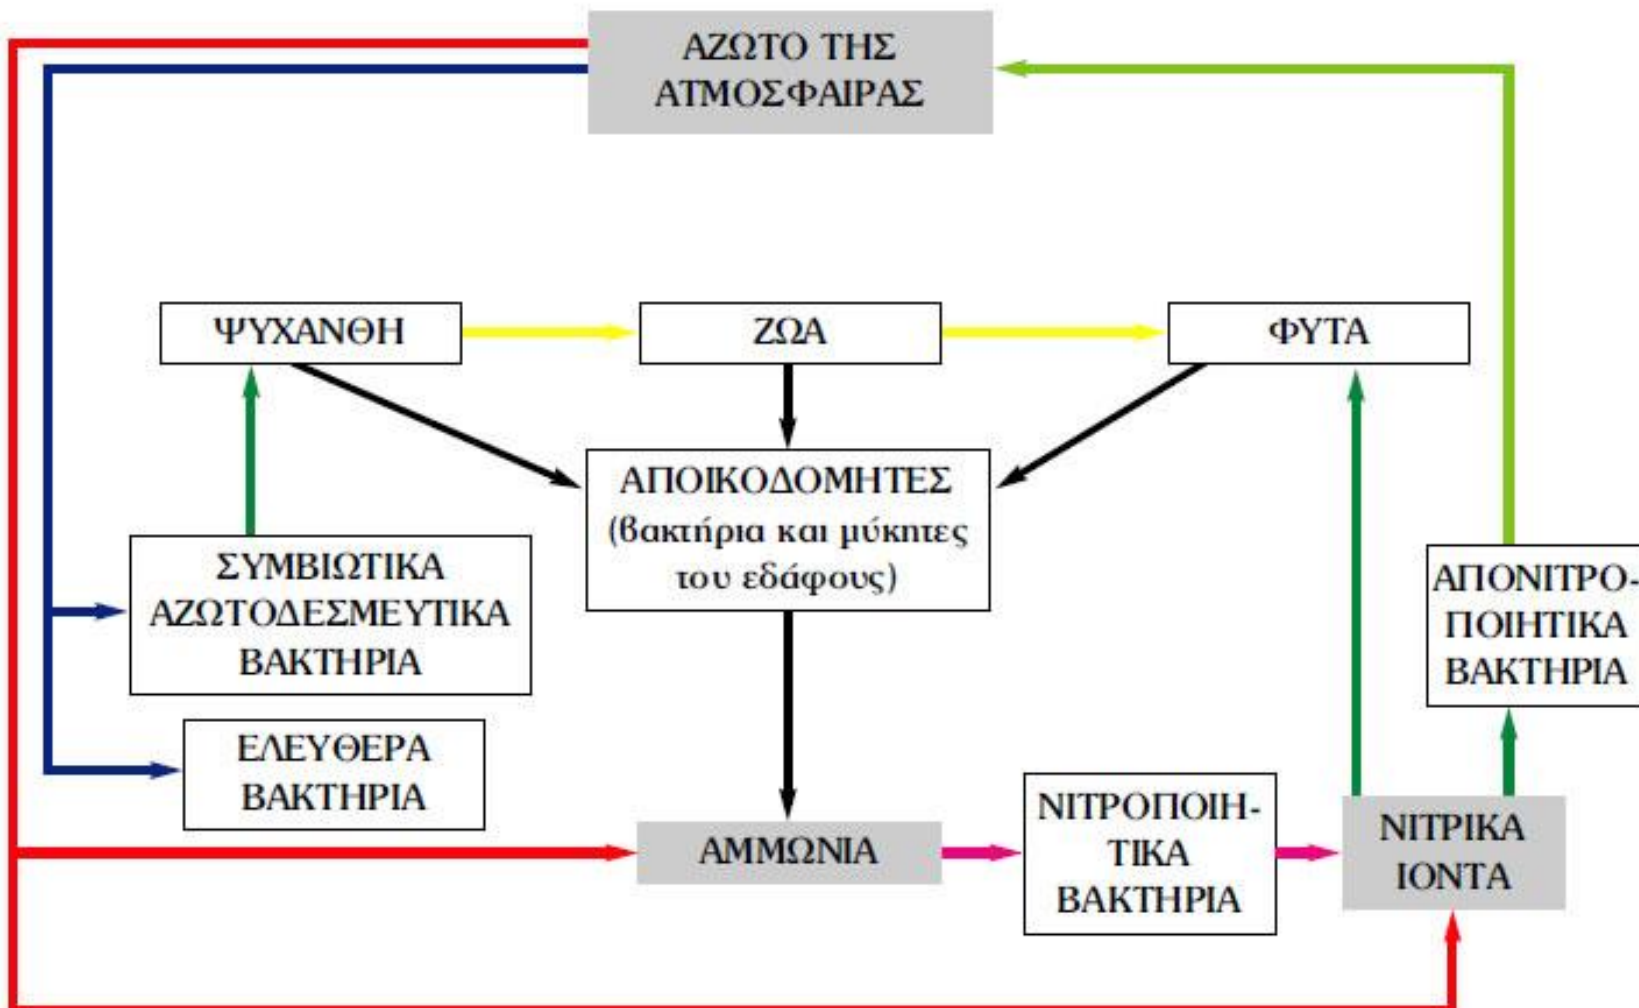 ΑΖΩΤΟ ΤΗΣ
ΑΤΜΟΣΦΑΙΡΑΣ
ΨΥΧΑΝΘΗ
ΖΩΑ
ΦΥΤΑ
ΑΠΟΙΚΟΔΟΜΗΤΕΣ
(βακτήρια και μύκητες
του εδάφους)
ΣΥΜΒΙΩΤΙΚΑ
ΑΖΩΤΟΔΕΣΜΕΥΤΙΚΑ
ΒΑΚΤΗΡΙΑ
ΑΠΟΝΙΤΡΟ-
ΠΟΙΗΤΙΚΑ
ΒΑΚΤΗΡΙΑ
ΕΛΕΥΘΕΡΑ
ΒΑΚΤΗΡΙΑ
ΑΜΜΩΝΙΑ
ΝΙΤΡΟΠΟΙΗ-
ΤΙΚΑ
ΒΑΚΤΗΡΙΑ
ΝΙΤΡΙΚΑ
ΙΟΝΤΑ